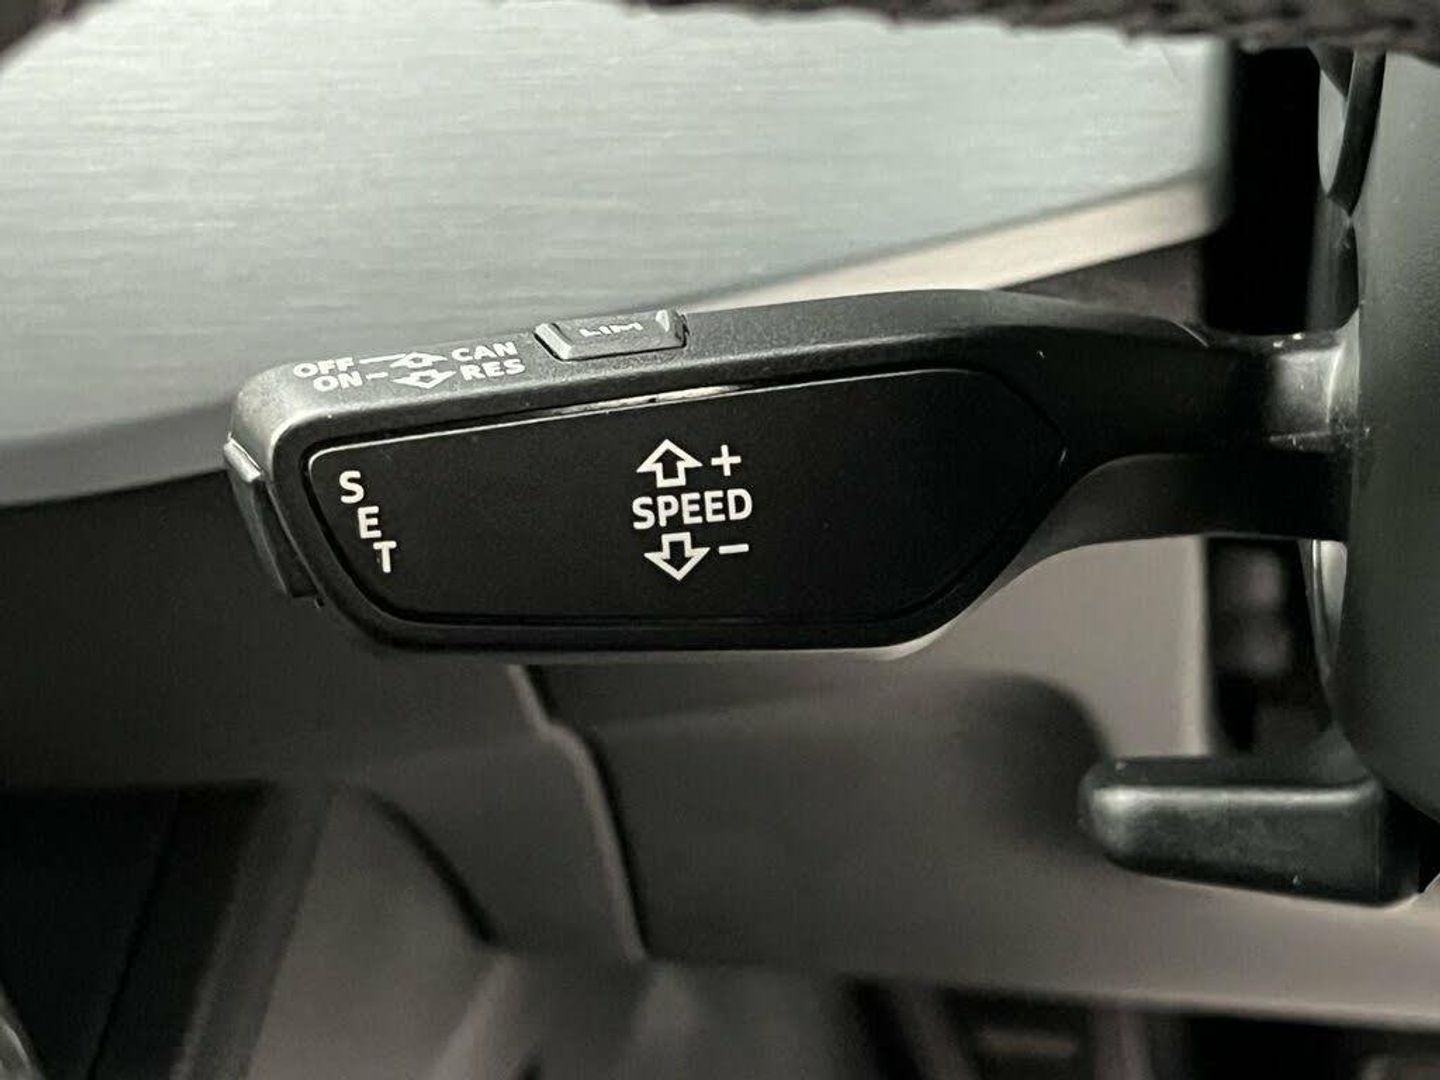 LIM
OFF CAN
ON RES
SET
+
SPEED
-